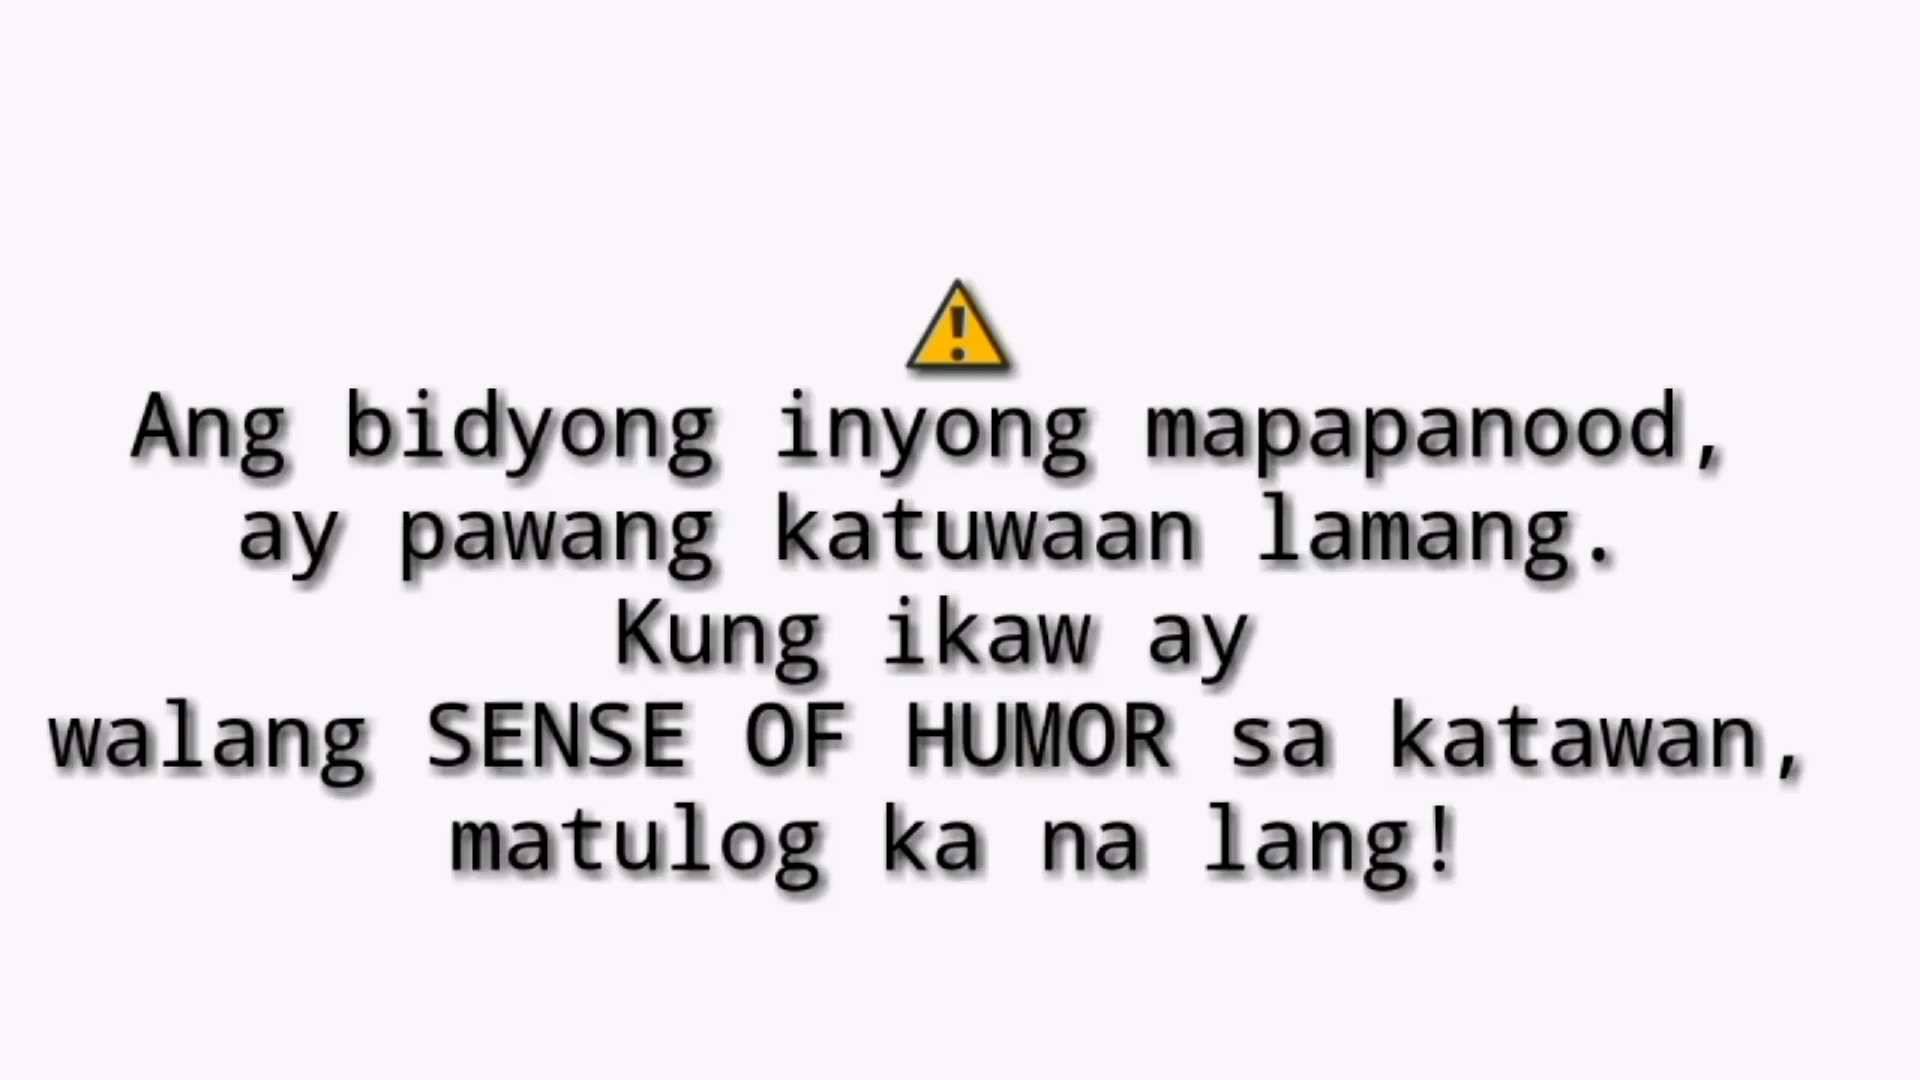 Ang bidyong inyong mapapanood,
ay pawang katuwaan lamang.
Kung ikaw ay
walang SENSE OF HUMOR sa katawan,
matulog ka na lang!